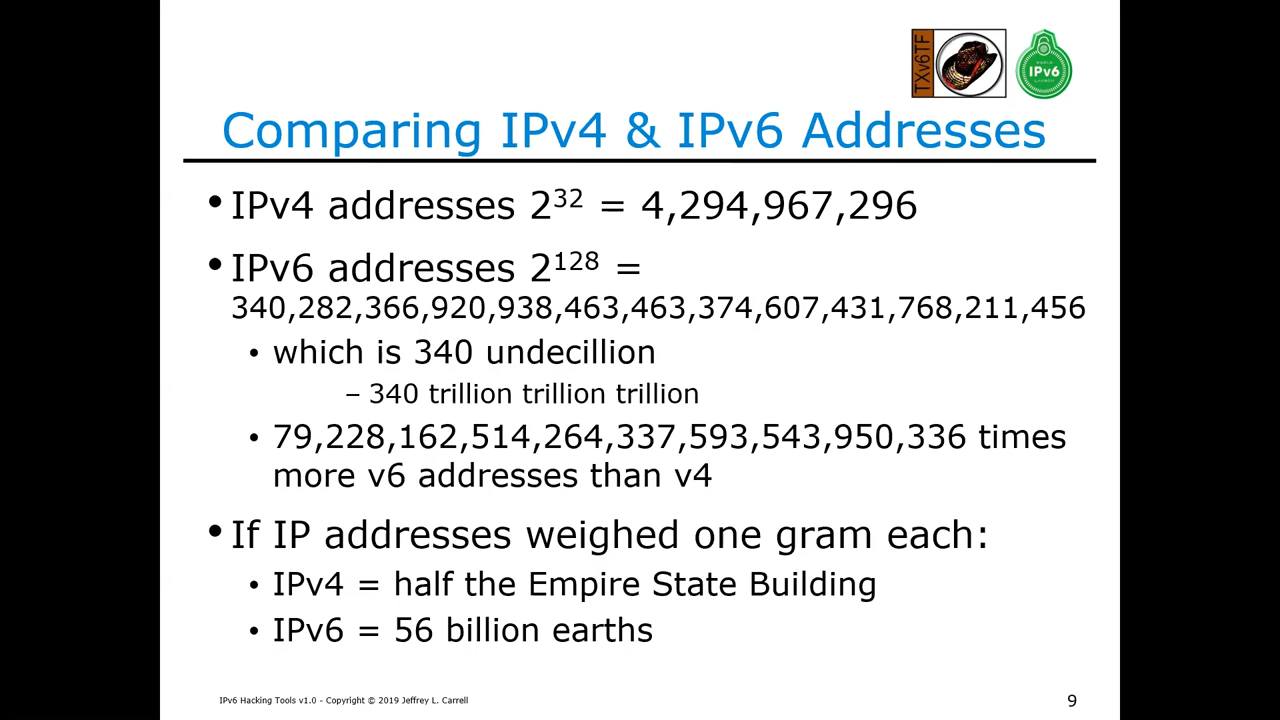 TXv6TF
WORLD
IPv6
LAUNCH
Comparing IPv4 & IPv6 Addresses
• IPv4 addresses 2³² = 4,294,967,296
• IPv6 addresses 2¹²⁸ =
340,282,366,920,938,463,463,374,607,431,768,211,456
• which is 340 undecillion
– 340 trillion trillion trillion
• 79,228,162,514,264,337,593,543,950,336 times
more v6 addresses than v4
• If IP addresses weighed one gram each:
• IPv4 = half the Empire State Building
• IPv6 = 56 billion earths
IPv6 Hacking Tools v1.0 - Copyright © 2019 Jeffrey L. Carrell
9